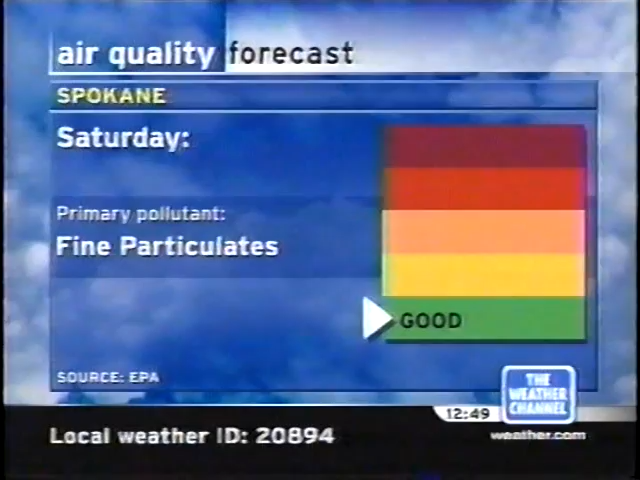 air quality forecast
SPOKANE
Saturday:
Primary pollutant:
Fine Particulates
GOOD
SOURCE: EPA
THE
WEATHER
CHANNEL
12:49
Local weather ID: 20894
weather.com